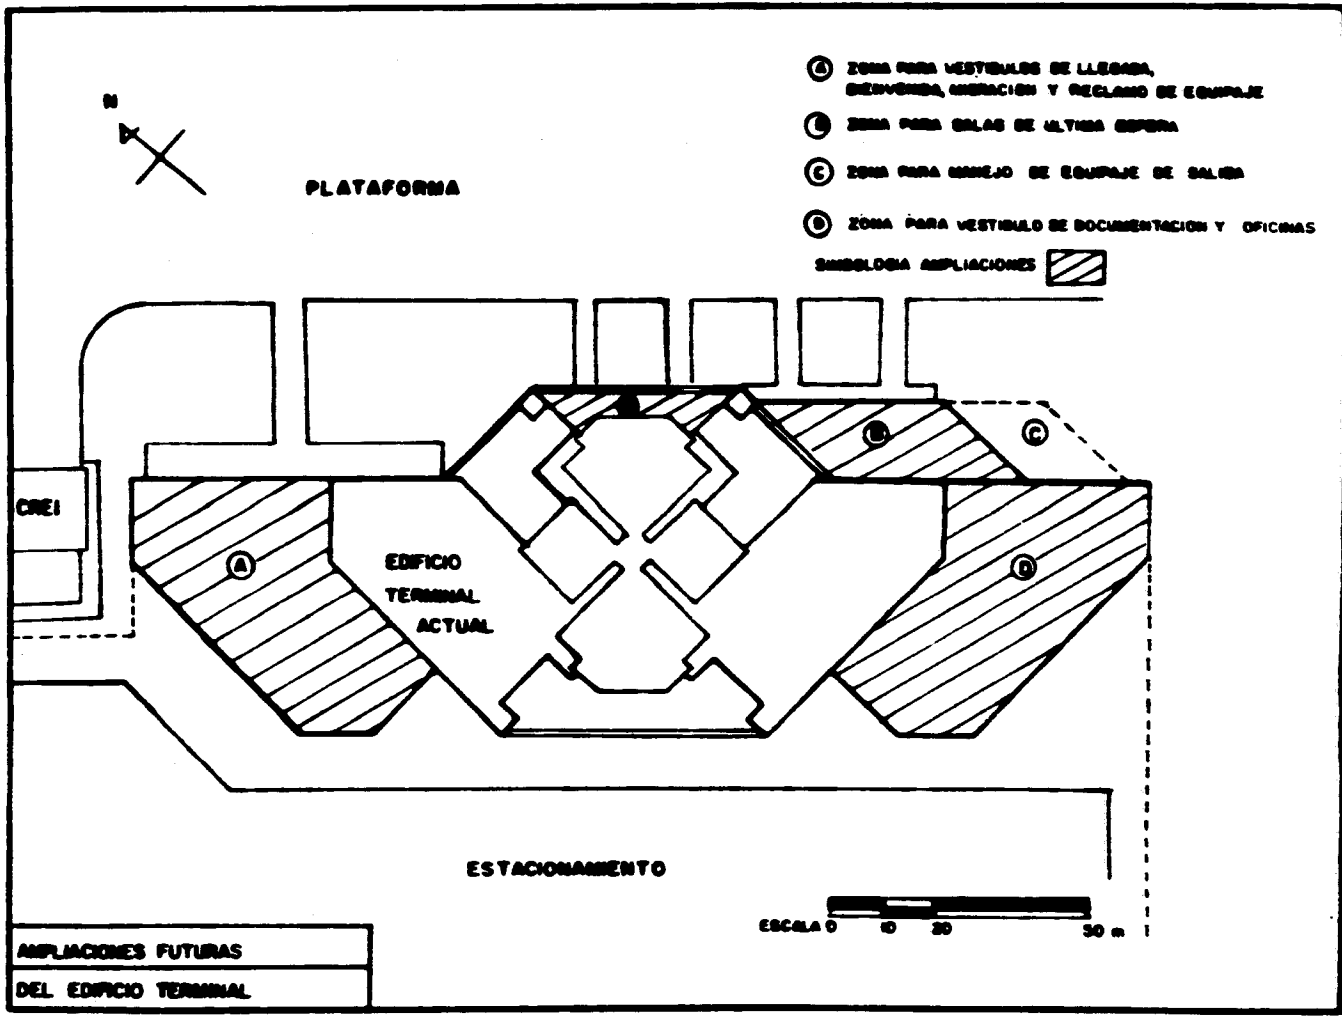 A ZONA PARA VESTIBULOS DE LLEGADA,
BIENVENIDA, MIGRACION Y RECLAMO DE EQUIPAJE
N
B ZONA PARA SALAS DE ULTIMA ESPERA
C ZONA PARA MANEJO DE EQUIPAJE DE SALIDA
PLATAFORMA
D ZONA PARA VESTIBULO DE DOCUMENTACION Y OFICINAS
SIMBOLOGIA AMPLIACIONES
B
B
C
CREI
A
EDIFICIO
TERMINAL
ACTUAL
D
ESTACIONAMIENTO
ESCALA 0 10 20 50 m
AMPLIACIONES FUTURAS
DEL EDIFICIO TERMINAL